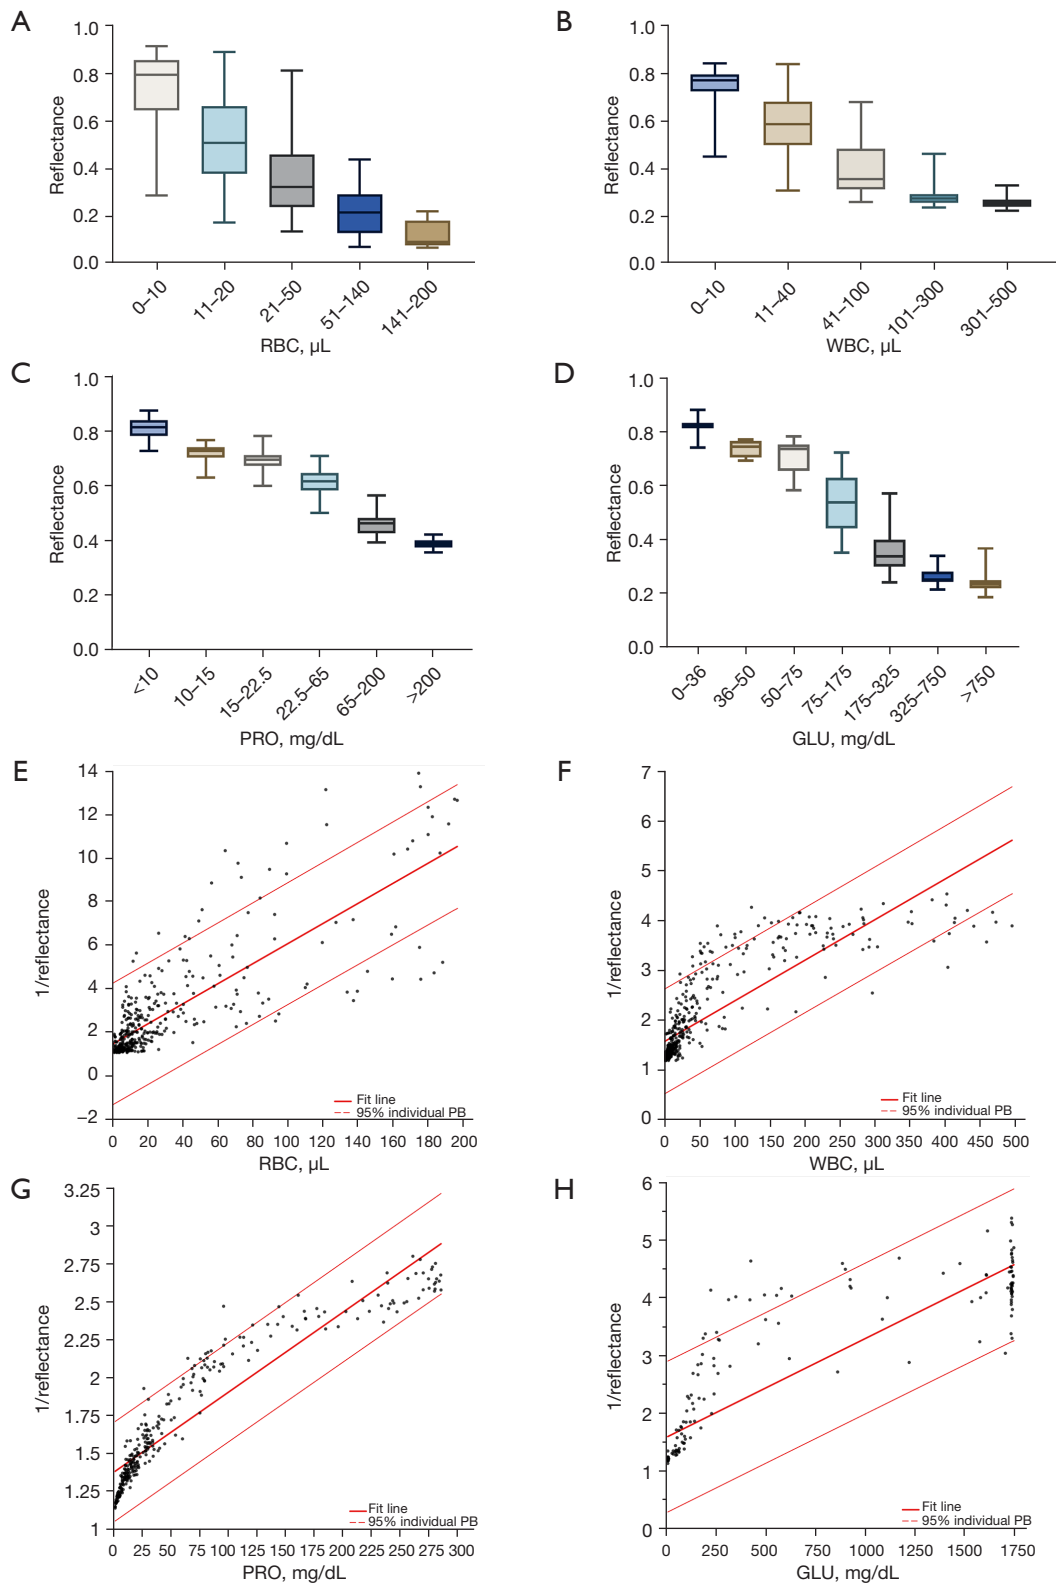 A
1.0
0.8
0.6
0.4
0.2
0.0
Reflectance
0–10
11–20
21–50
51–140
141–200
RBC, μL
B
1.0
0.8
0.6
0.4
0.2
0.0
Reflectance
0–10
11–40
41–100
101–300
301–500
WBC, μL
C
1.0
0.8
0.6
0.4
0.2
0.0
Reflectance
<10
10–15
15–22.5
22.5–65
65–200
>200
PRO, mg/dL
D
1.0
0.8
0.6
0.4
0.2
0.0
Reflectance
0–36
36–50
50–75
75–175
175–325
325–750
>750
GLU, mg/dL
E
14
12
10
8
6
4
2
0
–2
1/reflectance
Fit line
95% individual PB
0 20 40 60 80 100 120 140 160 180 200
RBC, μL
F
7
6
5
4
3
2
1
0
1/reflectance
Fit line
95% individual PB
0 50 100 150 200 250 300 350 400 450 500
WBC, μL
G
3.25
3
2.75
2.5
2.25
2
1.75
1.5
1.25
1
1/reflectance
Fit line
95% individual PB
0 25 50 75 100 125 150 175 200 225 250 275 300
PRO, mg/dL
H
6
5
4
3
2
1
0
1/reflectance
Fit line
95% individual PB
0 250 500 750 1000 1250 1500 1750
GLU, mg/dL